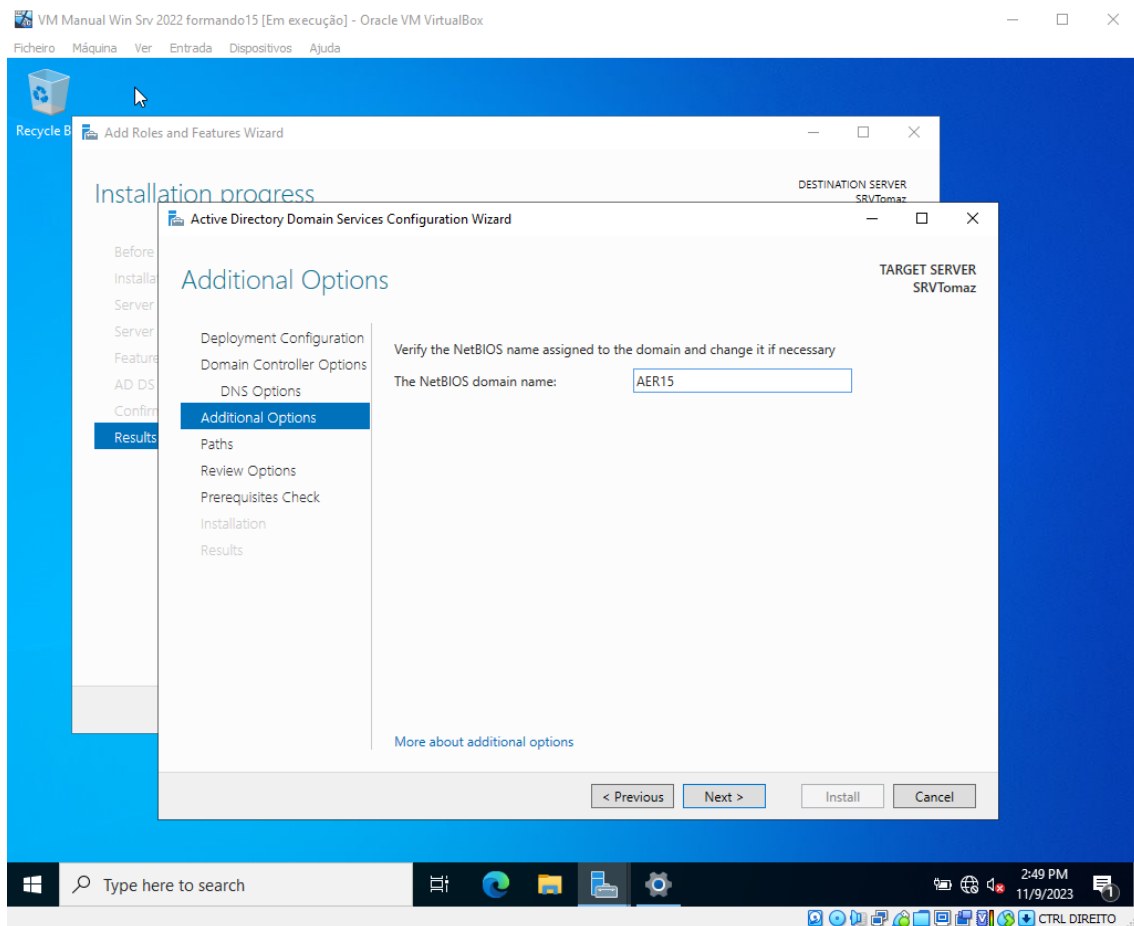 VM Manual Win Srv 2022 formando15 [Em execução] - Oracle VM VirtualBox
Ficheiro Máquina Ver Entrada Dispositivos Ajuda
Recycle B
Add Roles and Features Wizard
Installation progress
DESTINATION SERVER
SRVTomaz
Before
Installa
Server
Server
Feature
AD DS
Confirm
Results
Active Directory Domain Services Configuration Wizard
Additional Options
TARGET SERVER
SRVTomaz
Deployment Configuration
Domain Controller Options
DNS Options
Additional Options
Paths
Review Options
Prerequisites Check
Installation
Results
Verify the NetBIOS name assigned to the domain and change it if necessary
The NetBIOS domain name: AER15
More about additional options
< Previous Next > Install Cancel
Type here to search
2:49 PM
11/9/2023
1
CTRL DIREITO